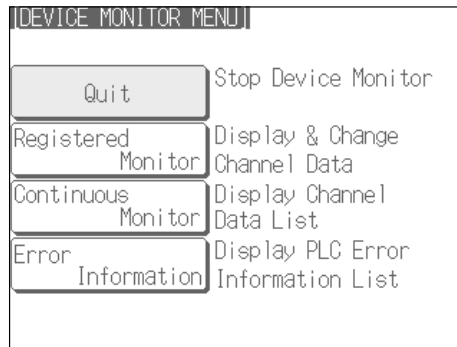 [DEVICE MONITOR MENU]
Quit
Stop Device Monitor
Registered
Monitor
Display & Change
Channel Data
Continuous
Monitor
Display Channel
Data List
Error
Information
Display PLC Error
Information List